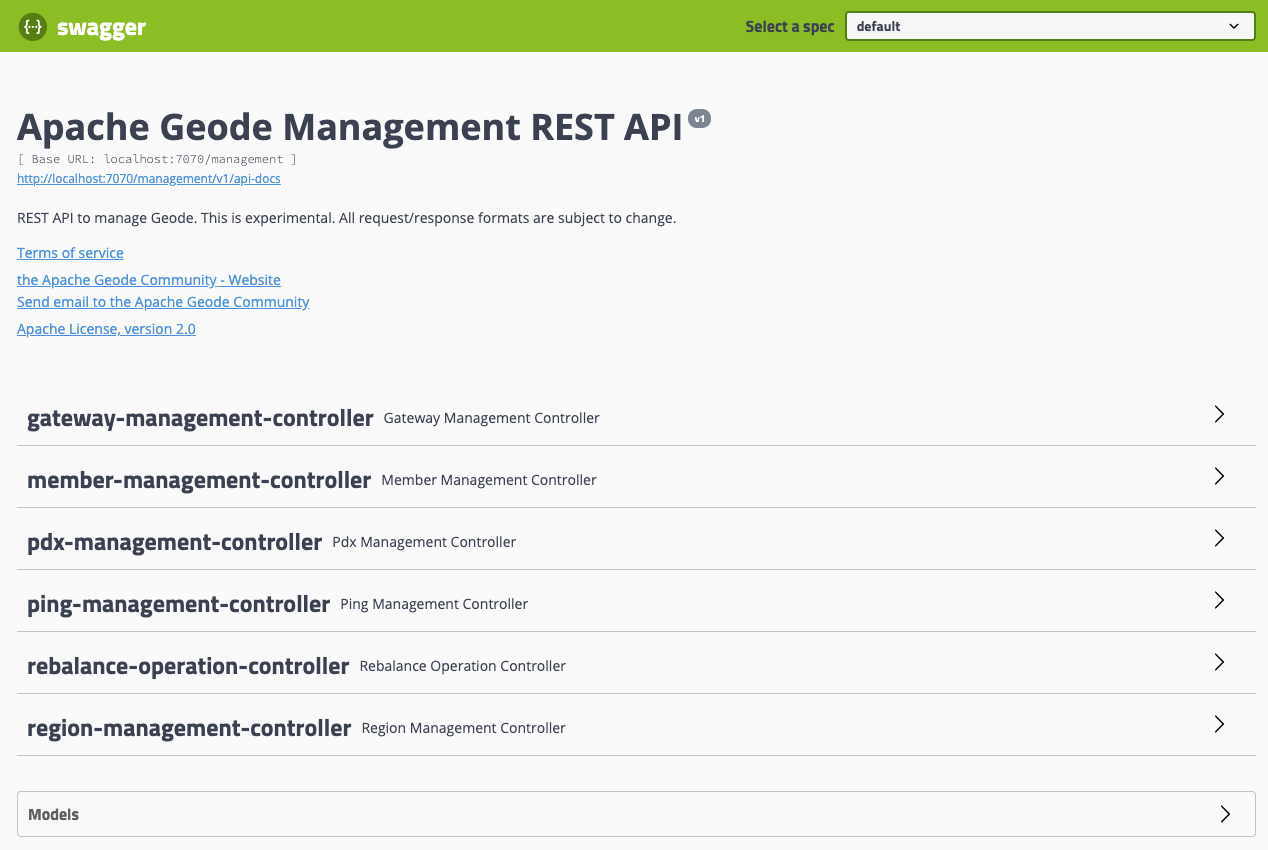 {··} swagger Select a spec default
Apache Geode Management REST API v1
[ Base URL: localhost:7070/management ]
http://localhost:7070/management/v1/api-docs
REST API to manage Geode. This is experimental. All request/response formats are subject to change.
Terms of service
the Apache Geode Community - Website
Send email to the Apache Geode Community
Apache License, version 2.0
gateway-management-controller Gateway Management Controller
member-management-controller Member Management Controller
pdx-management-controller Pdx Management Controller
ping-management-controller Ping Management Controller
rebalance-operation-controller Rebalance Operation Controller
region-management-controller Region Management Controller
Models